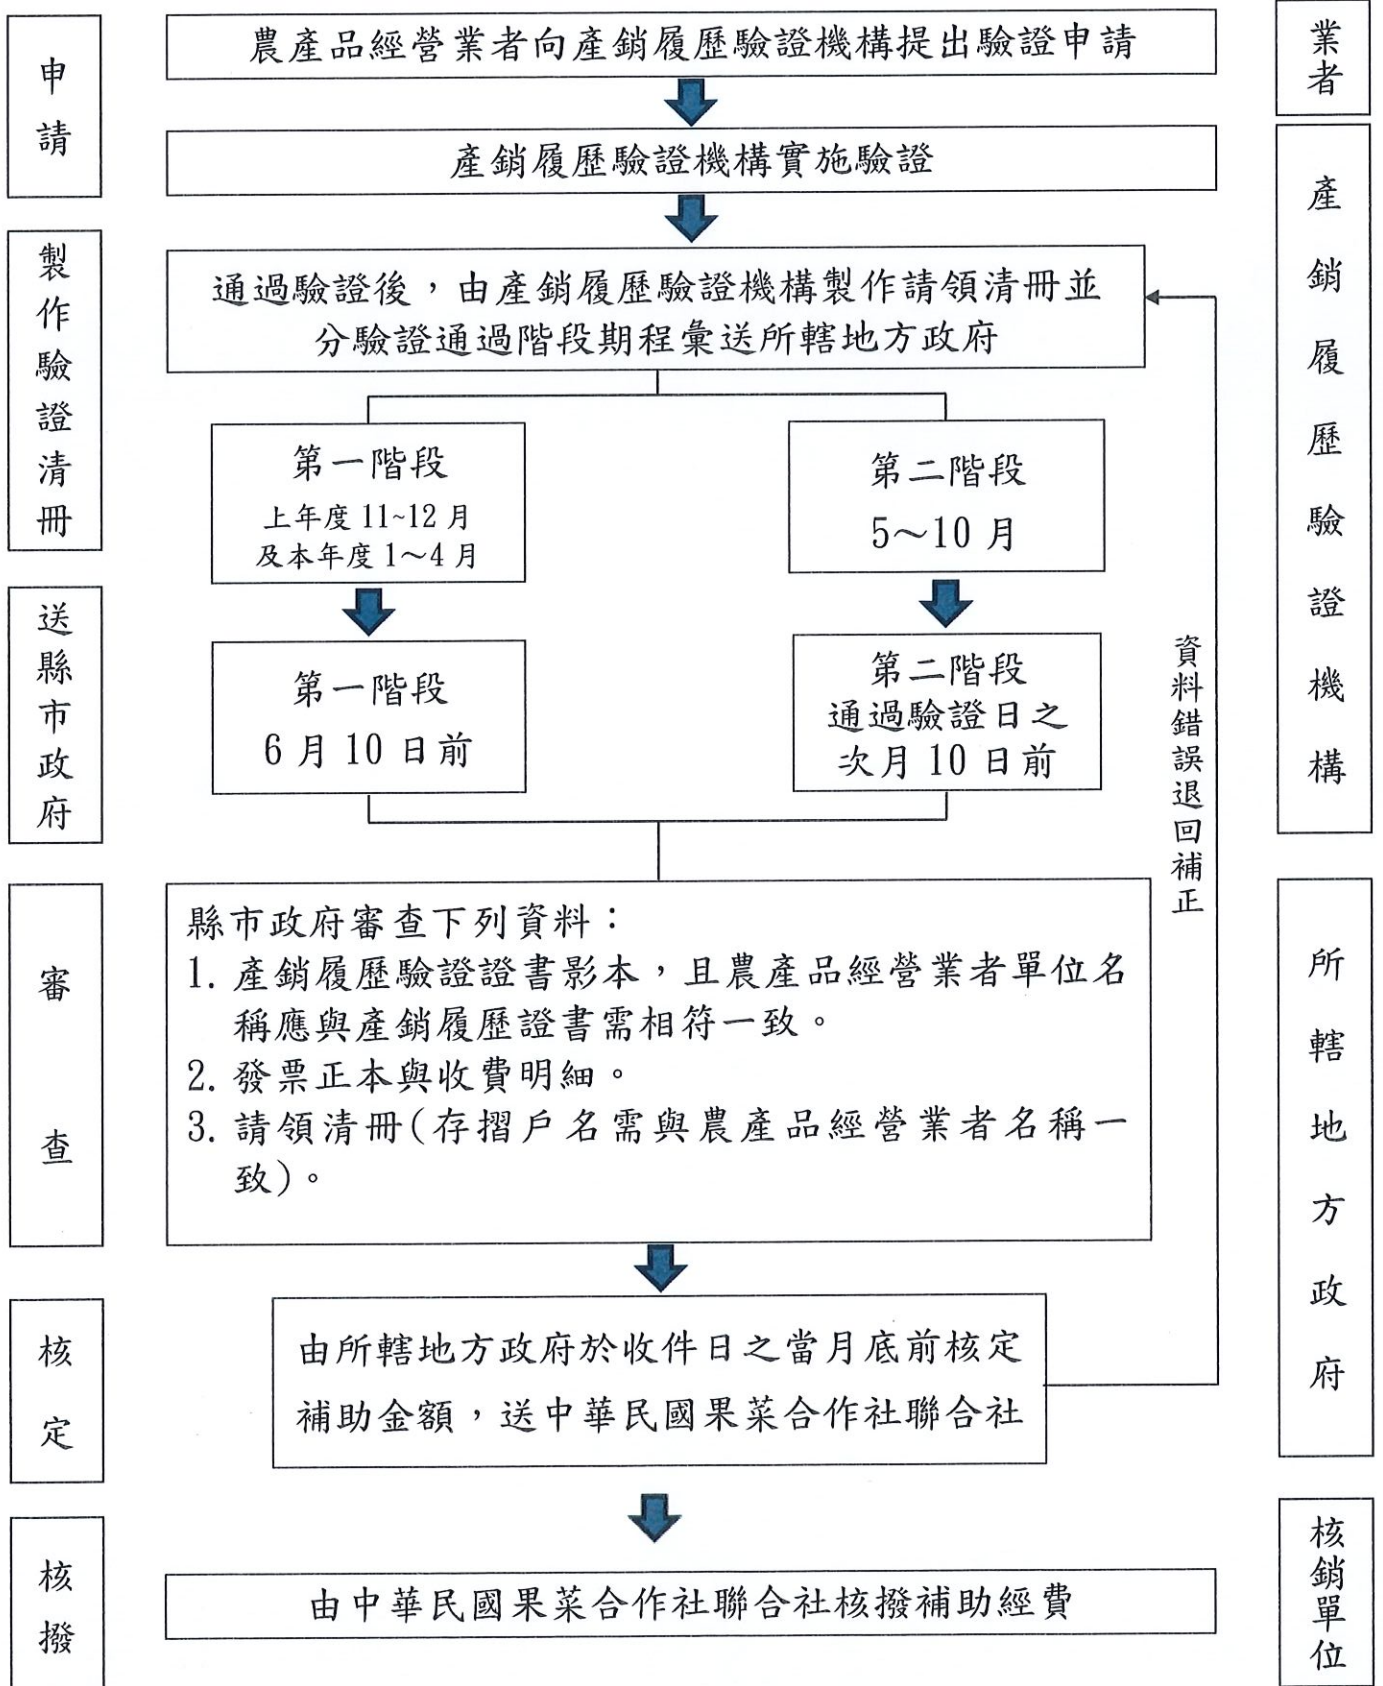 申請
農產品經營業者向產銷履歷驗證機構提出驗證申請
業者
產銷履歷驗證機構實施驗證
產銷履歷驗證機構
製作驗證清冊
通過驗證後，由產銷履歷驗證機構製作請領清冊並
分驗證通過階段期程彙送所轄地方政府
第一階段
上年度 11~12 月
及本年度 1～4 月
第二階段
5～10 月
送縣市政府
第一階段
6 月 10 日前
第二階段
通過驗證日之
次月 10 日前
資料錯誤退回補正
審查
縣市政府審查下列資料：
1. 產銷履歷驗證證書影本，且農產品經營業者單位名
稱應與產銷履歷證書需相符一致。
2. 發票正本與收費明細。
3. 請領清冊(存摺戶名需與農產品經營業者名稱一
致)。
所轄地方政府
核定
由所轄地方政府於收件日之當月底前核定
補助金額，送中華民國果菜合作社聯合社
核撥
由中華民國果菜合作社聯合社核撥補助經費
核銷單位